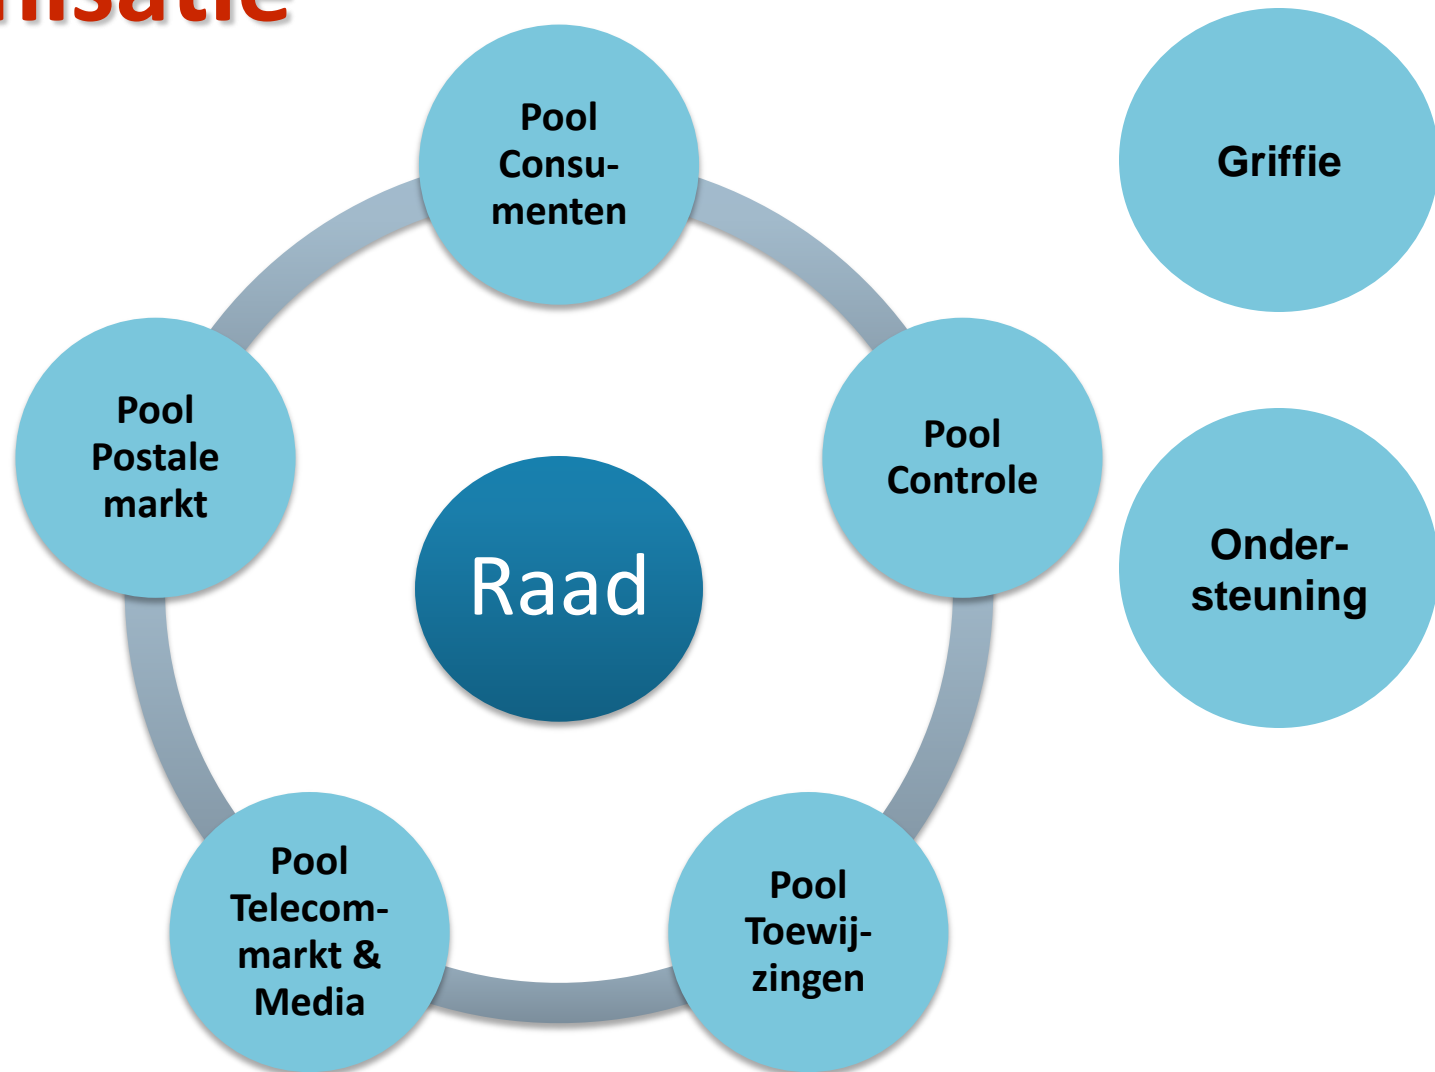 nisatie
Pool
Consu-
menten
Griffie
Pool
Postale
markt
Pool
Controle
Raad
Onder-
steuning
Pool
Telecom-
markt &
Media
Pool
Toewij-
zingen